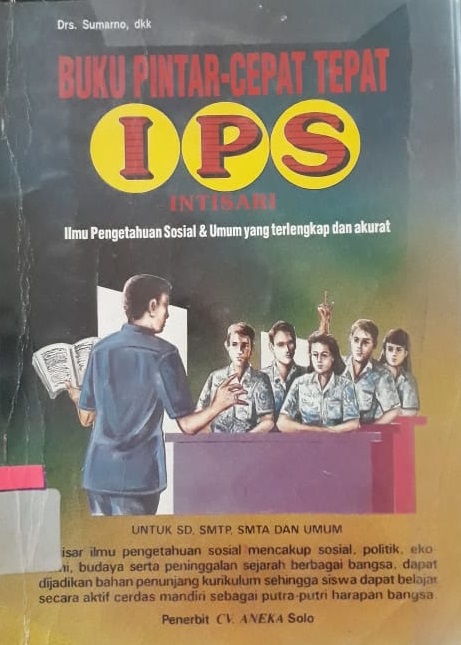 Drs. Sumarno, dkk
BUKU PINTAR-CEPAT TEPAT
IPS
INTISARI
Ilmu Pengetahuan Sosial & Umum yang terlengkap dan akurat
UNTUK SD, SMTP, SMTA DAN UMUM
isar ilmu pengetahuan sosial mencakup sosial, politik, eko-
mi, budaya serta peninggalan sejarah berbagai bangsa, dapat
dijadikan bahan penunjang kurikulum sehingga siswa dapat belajar
secara aktif cerdas mandiri sebagai putra-putri harapan bangsa.
Penerbit CV. ANEKA Solo